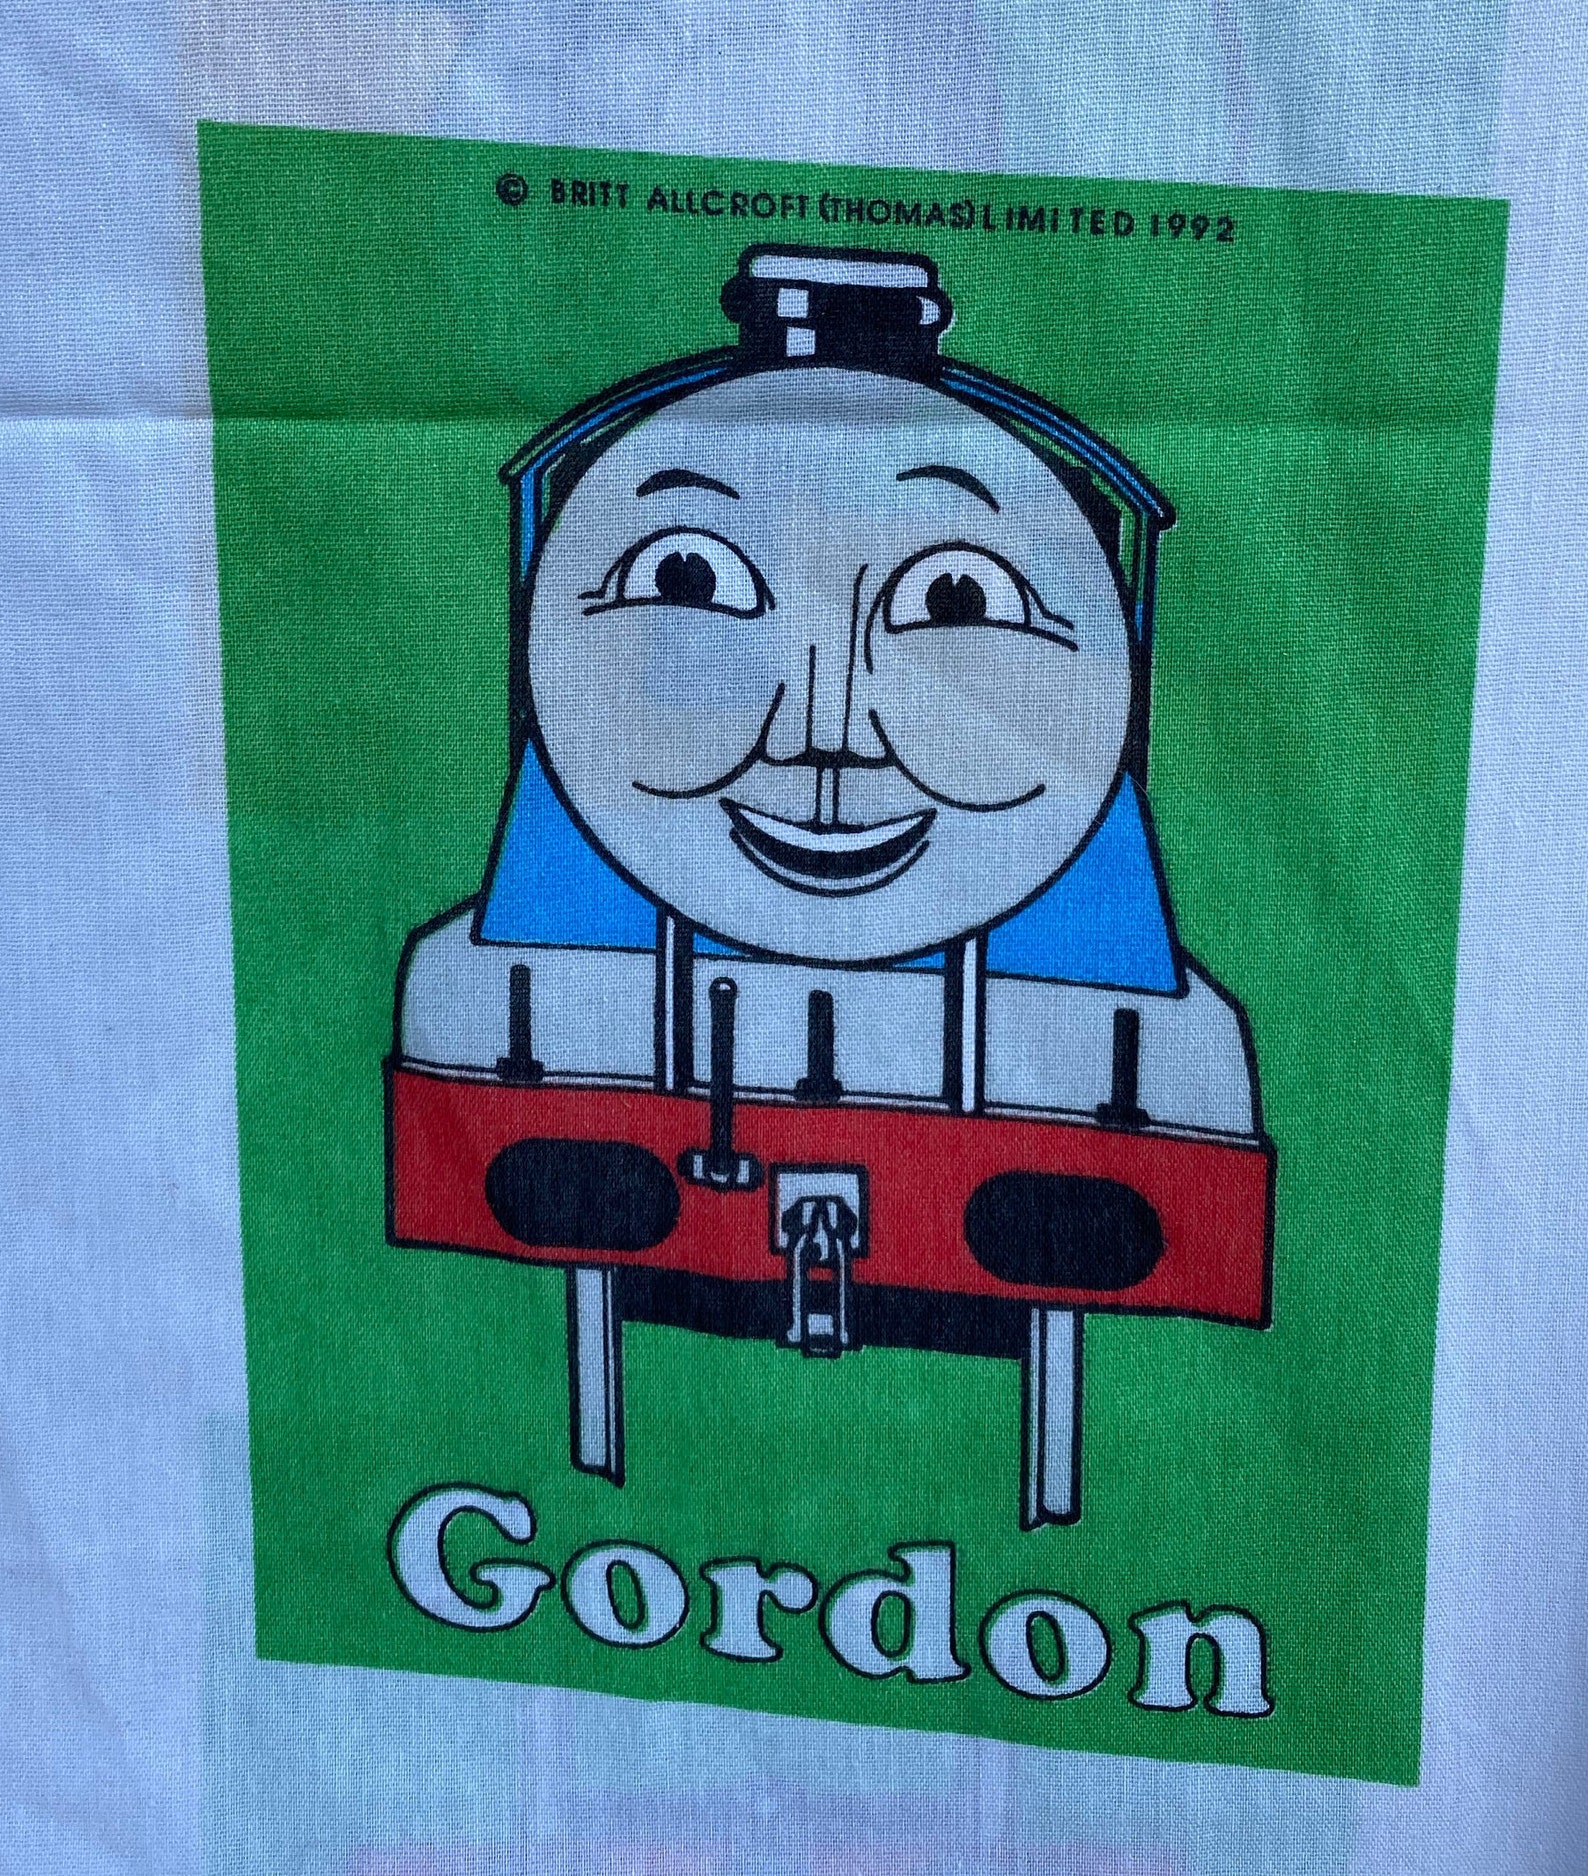 © BRITT ALLCROFT (THOMAS) LIMITED 1992
Gordon